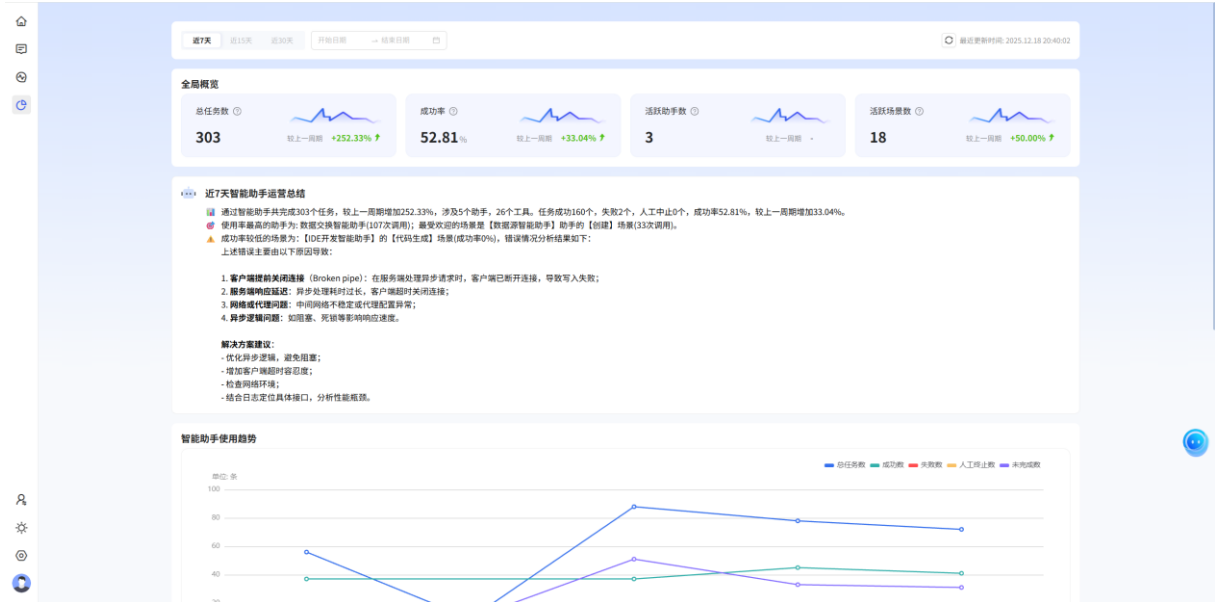 近7天 近15天 近30天 开始日期 → 结束日期 最近更新时间: 2025.12.18 20:40:02
全局概览
总任务数 成功率 活跃助手数 活跃场景数
303 较上一周期 +252.33% 52.81% 较上一周期 +33.04% 3 较上一周期 - 18 较上一周期 +50.00%
近7天智能助手运营总结
通过智能助手共完成303个任务，较上一周期增加252.33%，涉及5个助手，26个工具。任务成功160个，失败2个，人工中止0个，成功率52.81%，较上一周期增加33.04%。
使用率最高的助手为: 数据交换智能助手(107次调用)；最受欢迎的场景是【数据源智能助手】助手的【创建】场景(33次调用)。
成功率较低的场景为:【IDE开发智能助手】的【代码生成】场景(成功率0%)，错误情况分析结果如下：
上述错误主要由以下原因导致：
1. 客户端提前关闭连接（Broken pipe）：在服务端处理异步请求时，客户端已断开连接，导致写入失败；
2. 服务端响应延迟：异步处理耗时过长，客户端超时关闭连接；
3. 网络或代理问题：中间网络不稳定或代理配置异常；
4. 异步逻辑问题：如阻塞、死锁等影响响应速度。
解决方案建议：
- 优化异步逻辑，避免阻塞；
- 增加客户端超时容忍度；
- 检查网络环境；
- 结合日志定位具体接口，分析性能瓶颈。
智能助手使用趋势
总任务数 成功数 失败数 人工终止数 未完成数
单位: 条
100
80
60
40
20